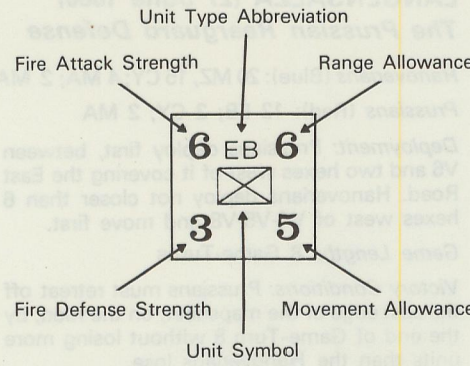 Unit Type Abbreviation
Fire Attack Strength
Range Allowance
6 EB 6
3 5
Fire Defense Strength
Movement Allowance
Unit Symbol